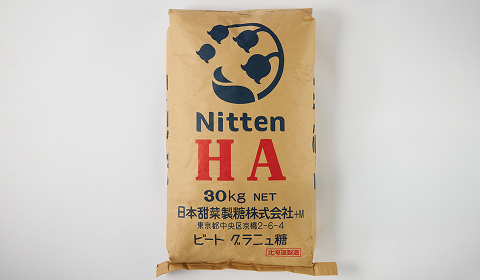 Nitten
HA
30kg NET
日本甜菜製糖株式会社+M
東京都中央区京橋2-6-4
ビート グラニュ糖
北海道製造